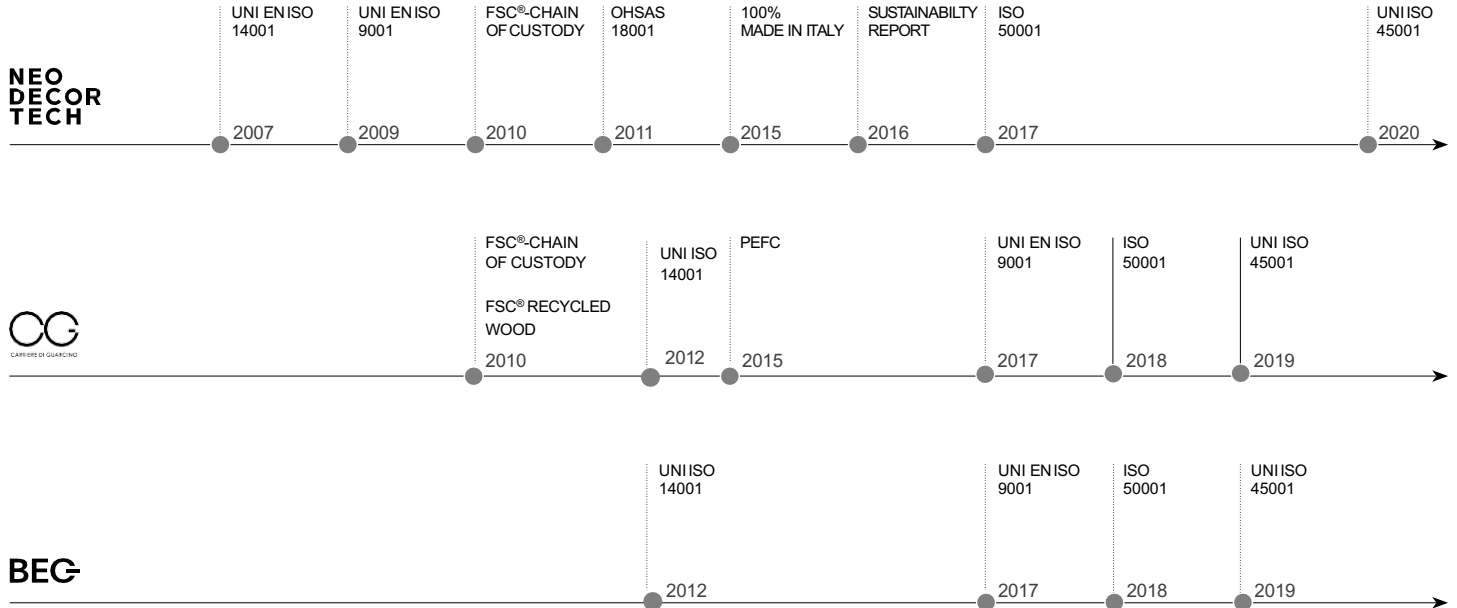 UNI EN ISO
14001
UNI EN ISO
9001
FSC®-CHAIN
OF CUSTODY
OHSAS
18001
100%
MADE IN ITALY
SUSTAINABILTY
REPORT
ISO
50001
UNI ISO
45001
NEO
DECOR
TECH
2007
2009
2010
2011
2015
2016
2017
2020
FSC®-CHAIN
OF CUSTODY
FSC® RECYCLED
WOOD
UNI ISO
14001
PEFC
UNI EN ISO
9001
ISO
50001
UNI ISO
45001
CG
CARTIERE DI GUARCINO
2010
2012
2015
2017
2018
2019
UNI ISO
14001
UNI EN ISO
9001
ISO
50001
UNI ISO
45001
BEG
2012
2017
2018
2019